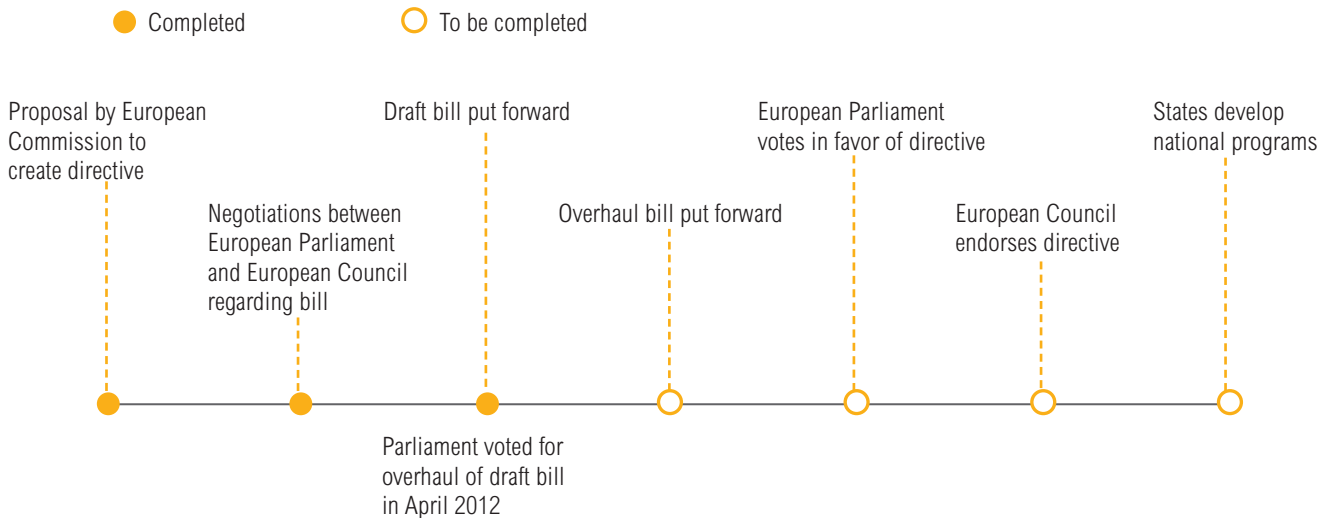 Completed
To be completed
Proposal by European
Commission to
create directive
Negotiations between
European Parliament
and European Council
regarding bill
Draft bill put forward
Parliament voted for
overhaul of draft bill
in April 2012
Overhaul bill put forward
European Parliament
votes in favor of directive
European Council
endorses directive
States develop
national programs